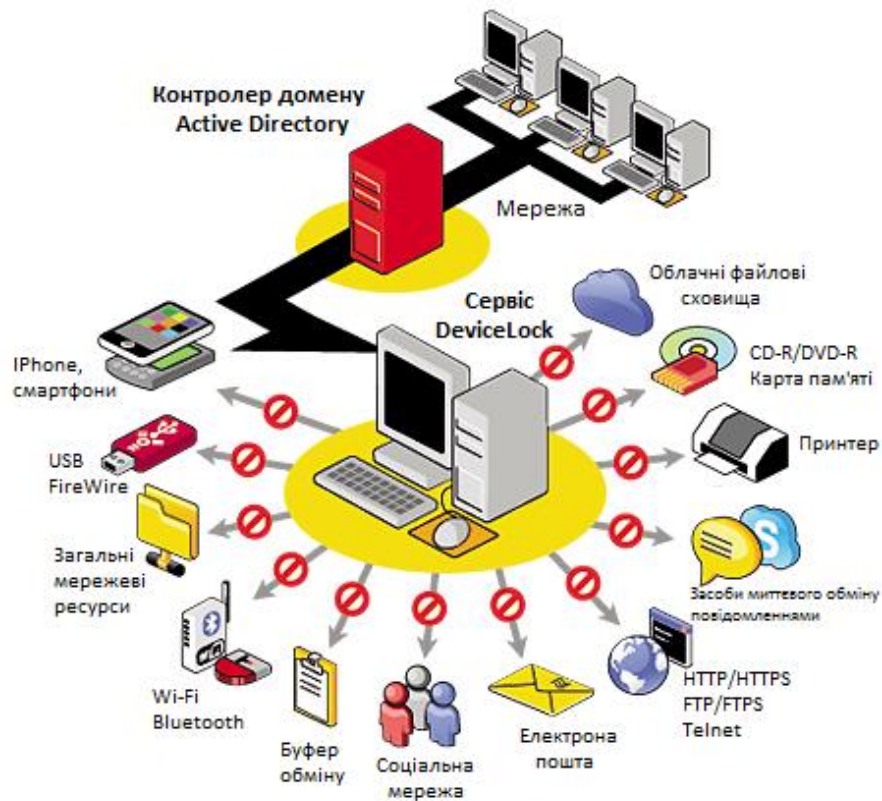 Контролер домену
Active Directory
Мережа
Облачні файлові
сховища
Сервіс
DeviceLock
IPhone,
смартфони
CD-R/DVD-R
Карта пам'яті
USB
FireWire
Принтер
S
Загальні
мережеві
ресурси
Засоби миттєвого обміну
повідомленнями
Wi-Fi
Bluetooth
HTTP/HTTPS
FTP/FTPS
Telnet
Буфер
обміну
Соціальна
мережа
Електрона
пошта